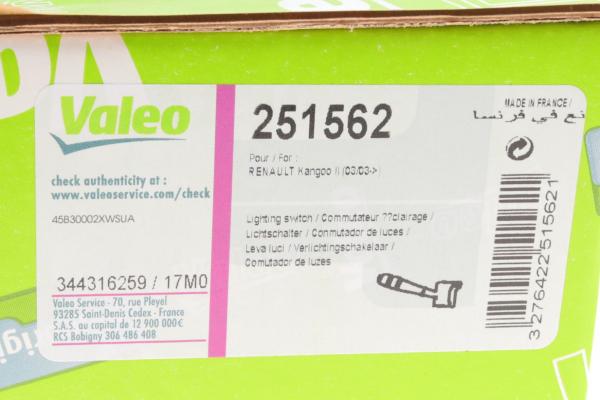 DA
Valeo
check authenticity at :
www.valeoservice.com/check
45B30002XWSUA
344316259 / 17M0
Valeo Service - 70, rue Pleyel
93285 Saint-Denis Cedex - France
S.A.S. au capital de 12 900 000€
RCS Bobigny 306 486 408
251562
Pour / For :
RENAULT Kangoo II (03/03->)
Lighting switch / Commutateur ??clairage /
Lichtschalter / Conmutador de luces /
Leva luci / Verlichtingschakelaar /
Comutador de luzes
MADE IN FRANCE /
نع في فرنسا
3276422515621